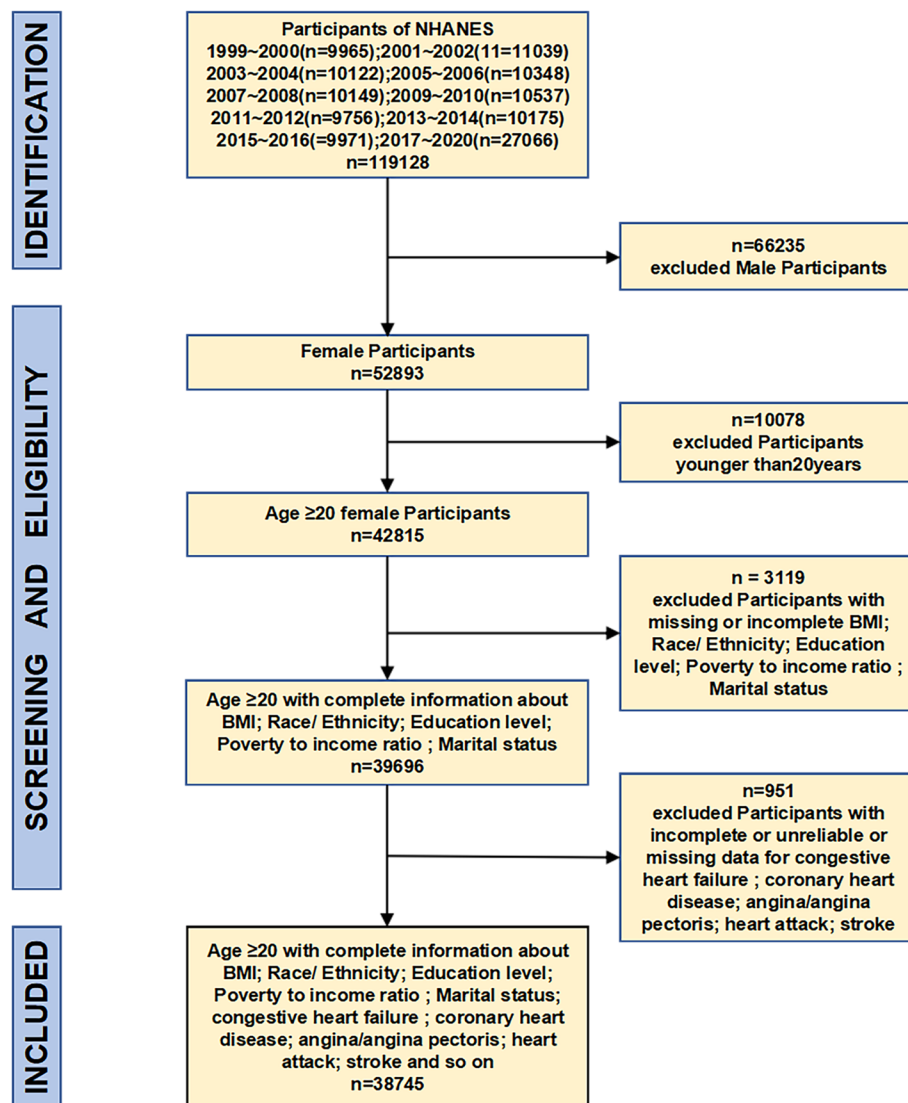 IDENTIFICATION
Participants of NHANES
1999~2000(n=9965);2001~2002(11=11039)
2003~2004(n=10122);2005~2006(n=10348)
2007~2008(n=10149);2009~2010(n=10537)
2011~2012(n=9756);2013~2014(n=10175)
2015~2016(=9971);2017~2020(n=27066)
n=119128
n=66235
excluded Male Participants
SCREENING AND ELIGIBILITY
Female Participants
n=52893
n=10078
excluded Participants
younger than20years
Age ≥20 female Participants
n=42815
n = 3119
excluded Participants with
missing or incomplete BMI;
Race/ Ethnicity; Education
level; Poverty to income ratio ;
Marital status
Age ≥20 with complete information about
BMI; Race/ Ethnicity; Education level;
Poverty to income ratio ; Marital status
n=39696
n=951
excluded Participants with
incomplete or unreliable or
missing data for congestive
heart failure ; coronary heart
disease; angina/angina
pectoris; heart attack; stroke
INCLUDED
Age ≥20 with complete information about
BMI; Race/ Ethnicity; Education level;
Poverty to income ratio ; Marital status;
congestive heart failure ; coronary heart
disease; angina/angina pectoris; heart
attack; stroke and so on
n=38745